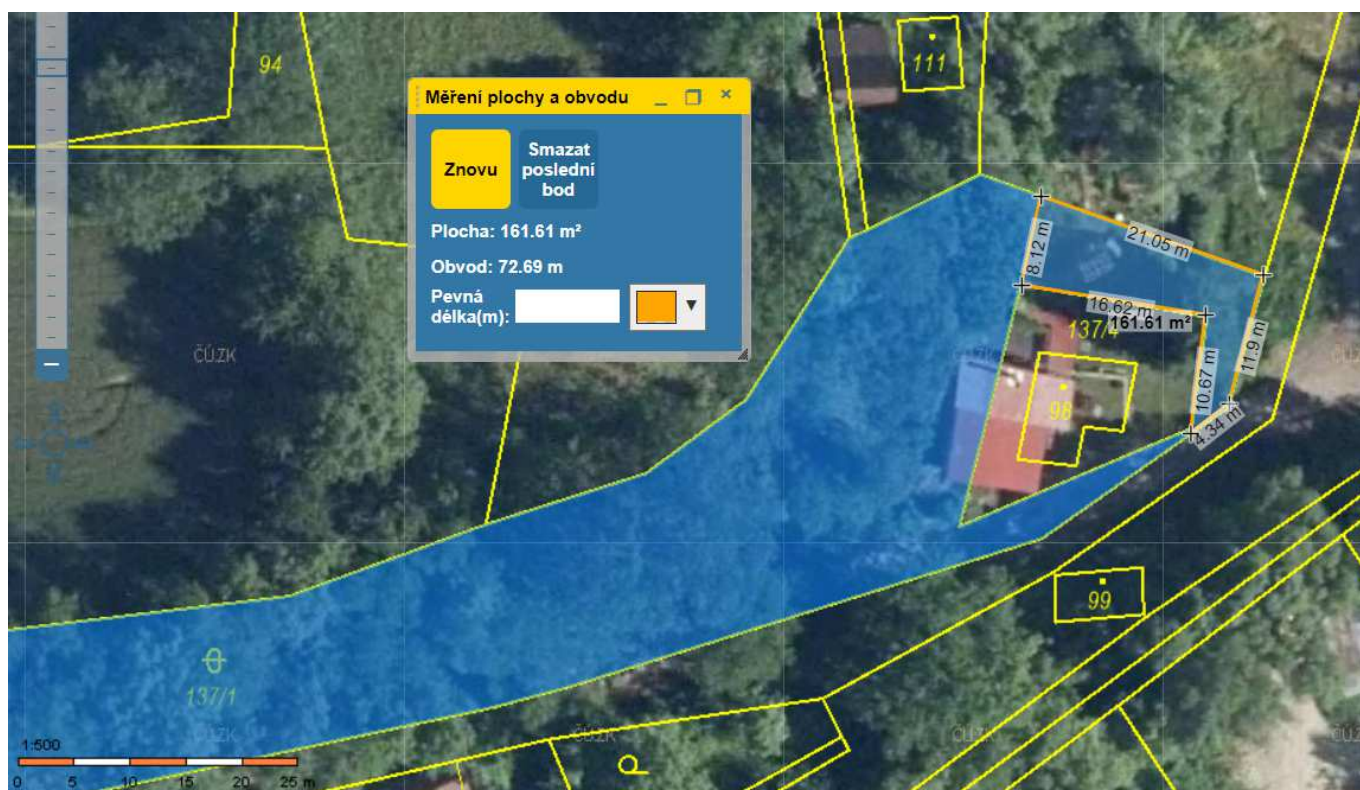 94
111
Měření plochy a obvodu
Znovu
Smazat
poslední
bod
Plocha: 161.61 m²
Obvod: 72.69 m
Pevná
délka(m):
8.12 m
21.05 m
16.62 m
137/4
161.61 m²
11.9 m
10.67 m
4.34 m
98
ČÚZK
ČÚZK
99
137/1
ČÚZK
ČÚZK
ČÚZK
1:500
0 5 10 15 20 25 m